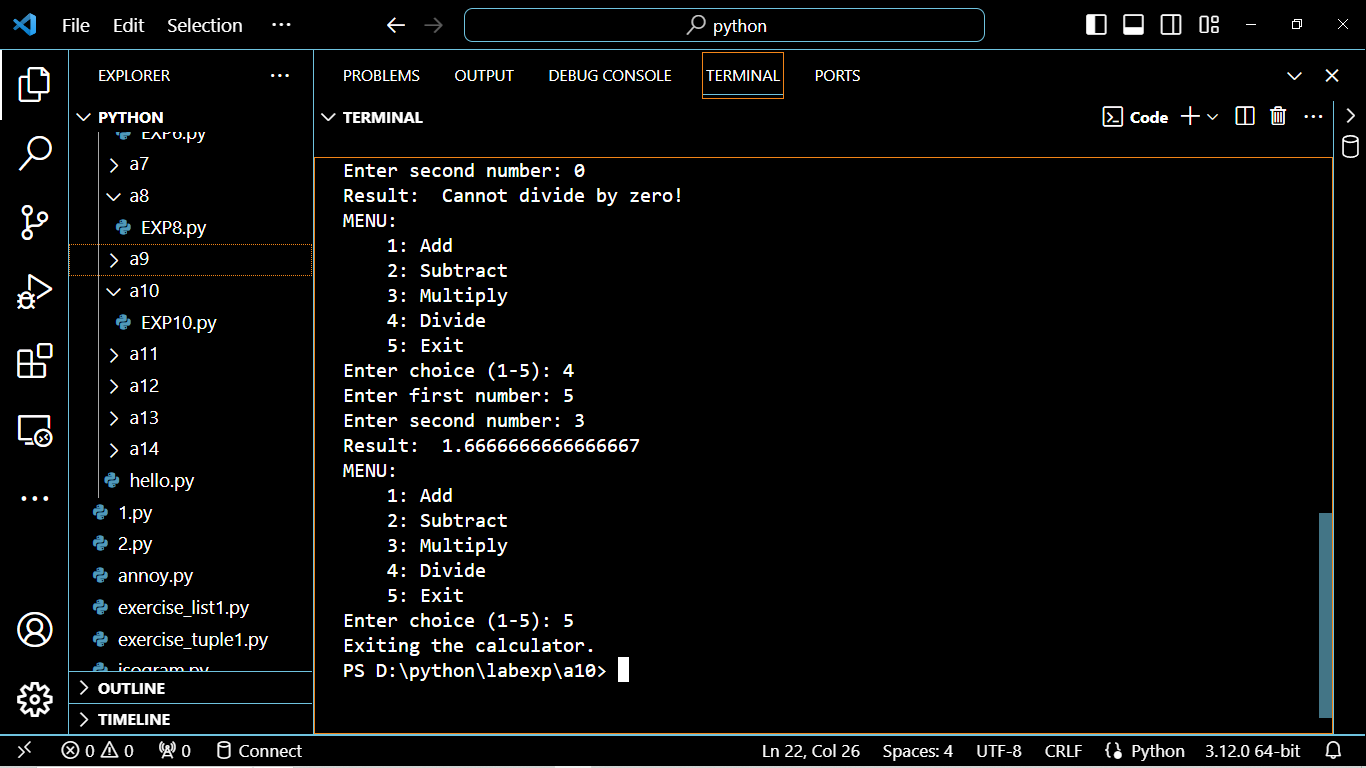 File Edit Selection ··· python
EXPLORER ···
PYTHON
EXP6.py
a7
a8
EXP8.py
a9
a10
EXP10.py
a11
a12
a13
a14
hello.py
1.py
2.py
annoy.py
exercise_list1.py
exercise_tuple1.py
isogram.py
OUTLINE
TIMELINE
PROBLEMS OUTPUT DEBUG CONSOLE TERMINAL PORTS
TERMINAL Code
Enter second number: 0
Result:  Cannot divide by zero!
MENU:
    1: Add
    2: Subtract
    3: Multiply
    4: Divide
    5: Exit
Enter choice (1-5): 4
Enter first number: 5
Enter second number: 3
Result:  1.6666666666666667
MENU:
    1: Add
    2: Subtract
    3: Multiply
    4: Divide
    5: Exit
Enter choice (1-5): 5
Exiting the calculator.
PS D:\python\labexp\a10>
0 0 0 Connect Ln 22, Col 26 Spaces: 4 UTF-8 CRLF Python 3.12.0 64-bit